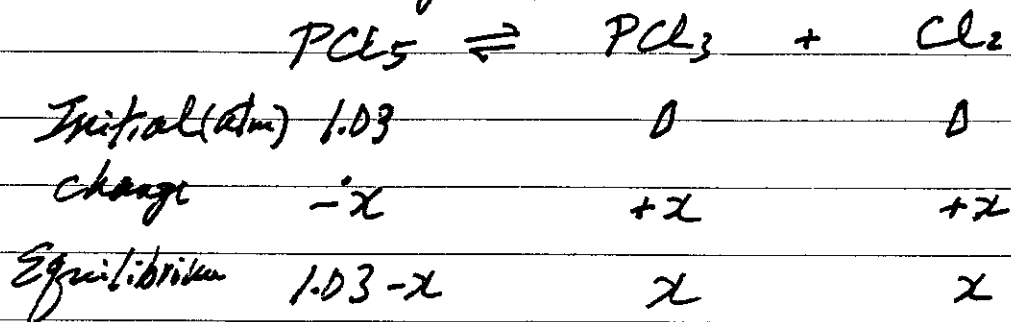 PCl₅ ⇌ PCl₃ + Cl₂
Initial(atm) 1.03 0 0
change -x +x +x
Equilibrium 1.03-x x x